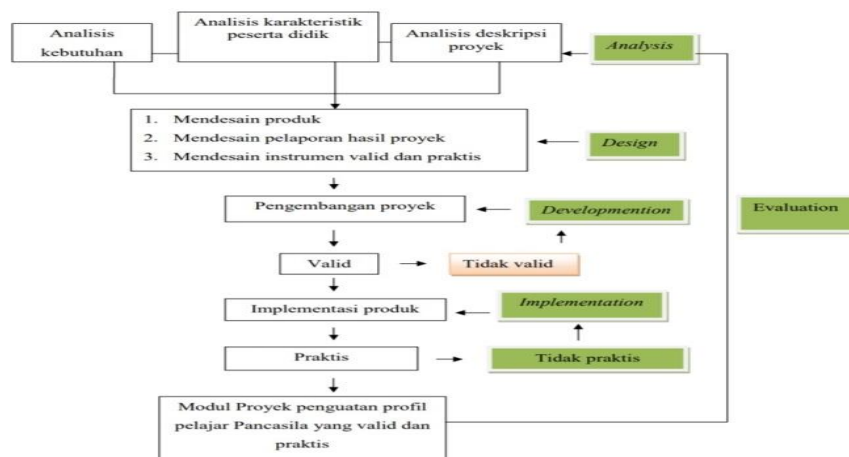 Analisis
kebutuhan
Analisis karakteristik
peserta didik
Analisis deskripsi
proyek
Analysis
1. Mendesain produk
2. Mendesain pelaporan hasil proyek
3. Mendesain instrumen valid dan praktis
Design
Pengembangan proyek
Developmention
Evaluation
Valid
Tidak valid
Implementasi produk
Implementation
Praktis
Tidak praktis
Modul Proyek penguatan profil
pelajar Pancasila yang valid dan
praktis